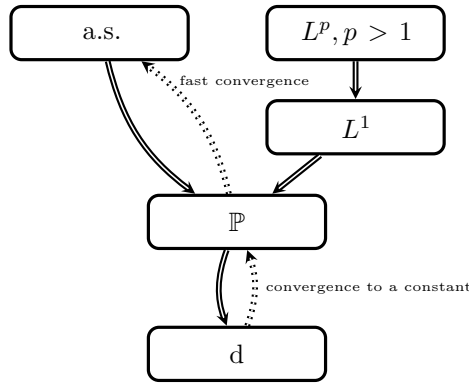 a.s.
L^p, p > 1
fast convergence
L^1
ℙ
convergence to a constant
d